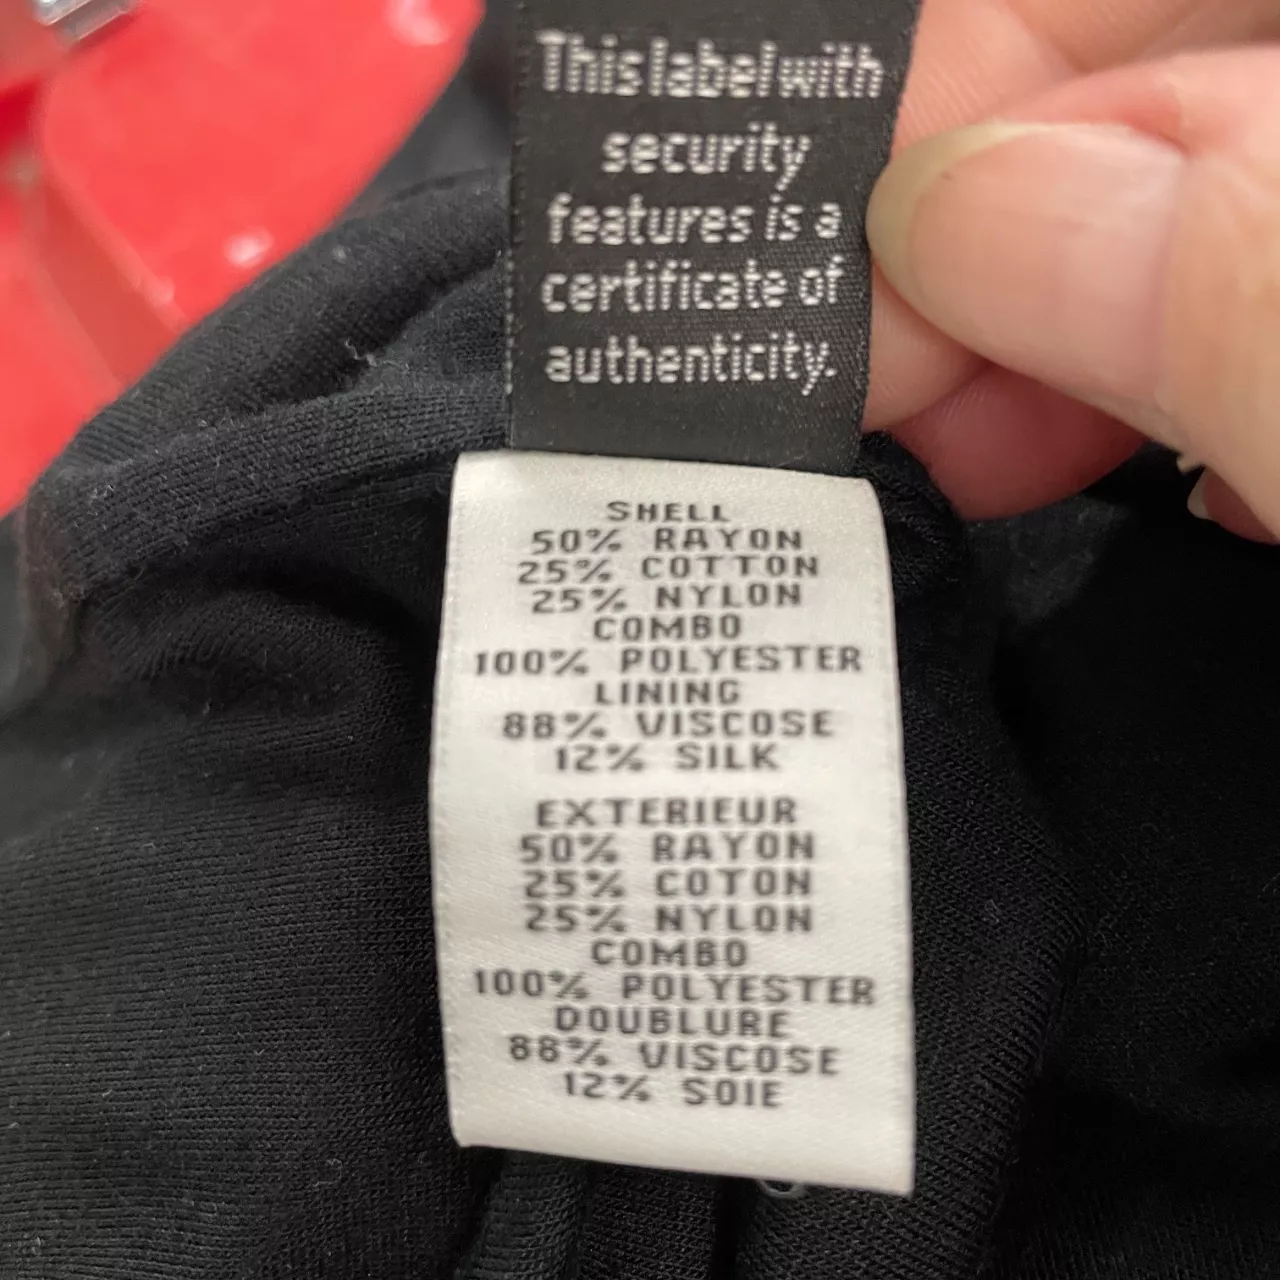 This label with
security
features is a
certificate of
authenticity.
SHELL
50% RAYON
25% COTTON
25% NYLON
COMBO
100% POLYESTER
LINING
88% VISCOSE
12% SILK
EXTERIEUR
50% RAYON
25% COTON
25% NYLON
COMBO
100% POLYESTER
DOUBLURE
88% VISCOSE
12% SOIE